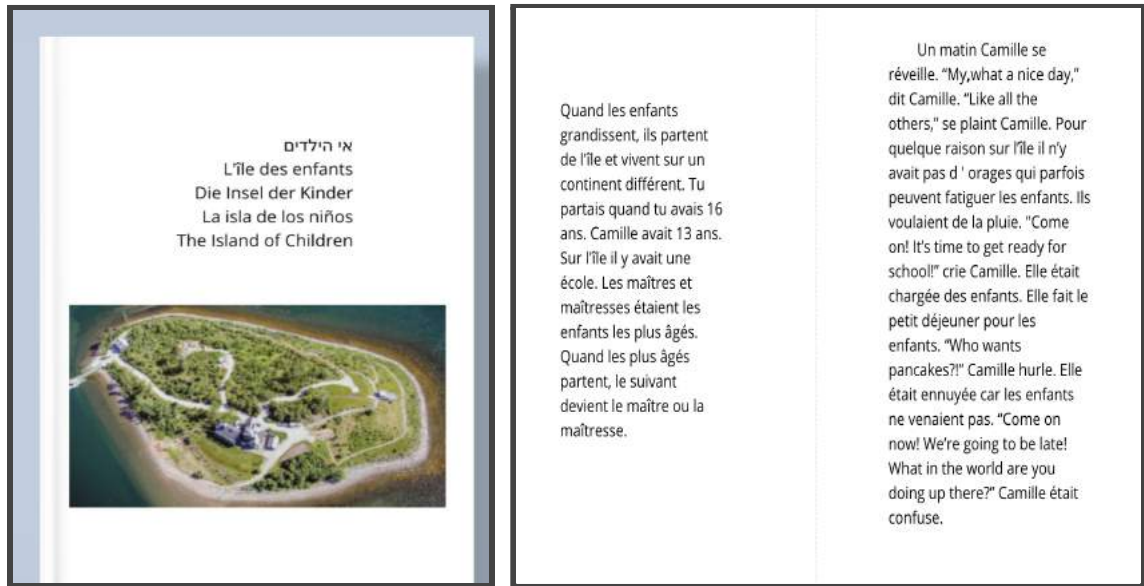 אי הילדים
L'île des enfants
Die Insel der Kinder
La isla de los niños
The Island of Children
Quand les enfants
grandissent, ils partent
de l'île et vivent sur un
continent différent. Tu
partais quand tu avais 16
ans. Camille avait 13 ans.
Sur l'île il y avait une
école. Les maîtres et
maîtresses étaient les
enfants les plus âgés.
Quand les plus âgés
partent, le suivant
devient le maître ou la
maîtresse.
Un matin Camille se
réveille. “My,what a nice day,”
dit Camille. “Like all the
others,” se plaint Camille. Pour
quelque raison sur l'île il n'y
avait pas d ' orages qui parfois
peuvent fatiguer les enfants. Ils
voulaient de la pluie. "Come
on! It's time to get ready for
school!” crie Camille. Elle était
chargée des enfants. Elle fait le
petit déjeuner pour les
enfants. “Who wants
pancakes?!” Camille hurle. Elle
était ennuyée car les enfants
ne venaient pas. “Come on
now! We're going to be late!
What in the world are you
doing up there?” Camille était
confuse.